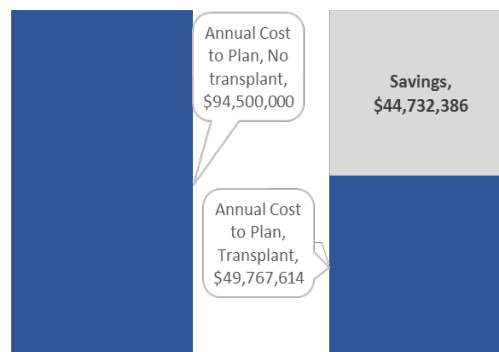 Annual Cost
to Plan, No
transplant,
$94,500,000
Savings,
$44,732,386
Annual Cost
to Plan,
Transplant,
$49,767,614